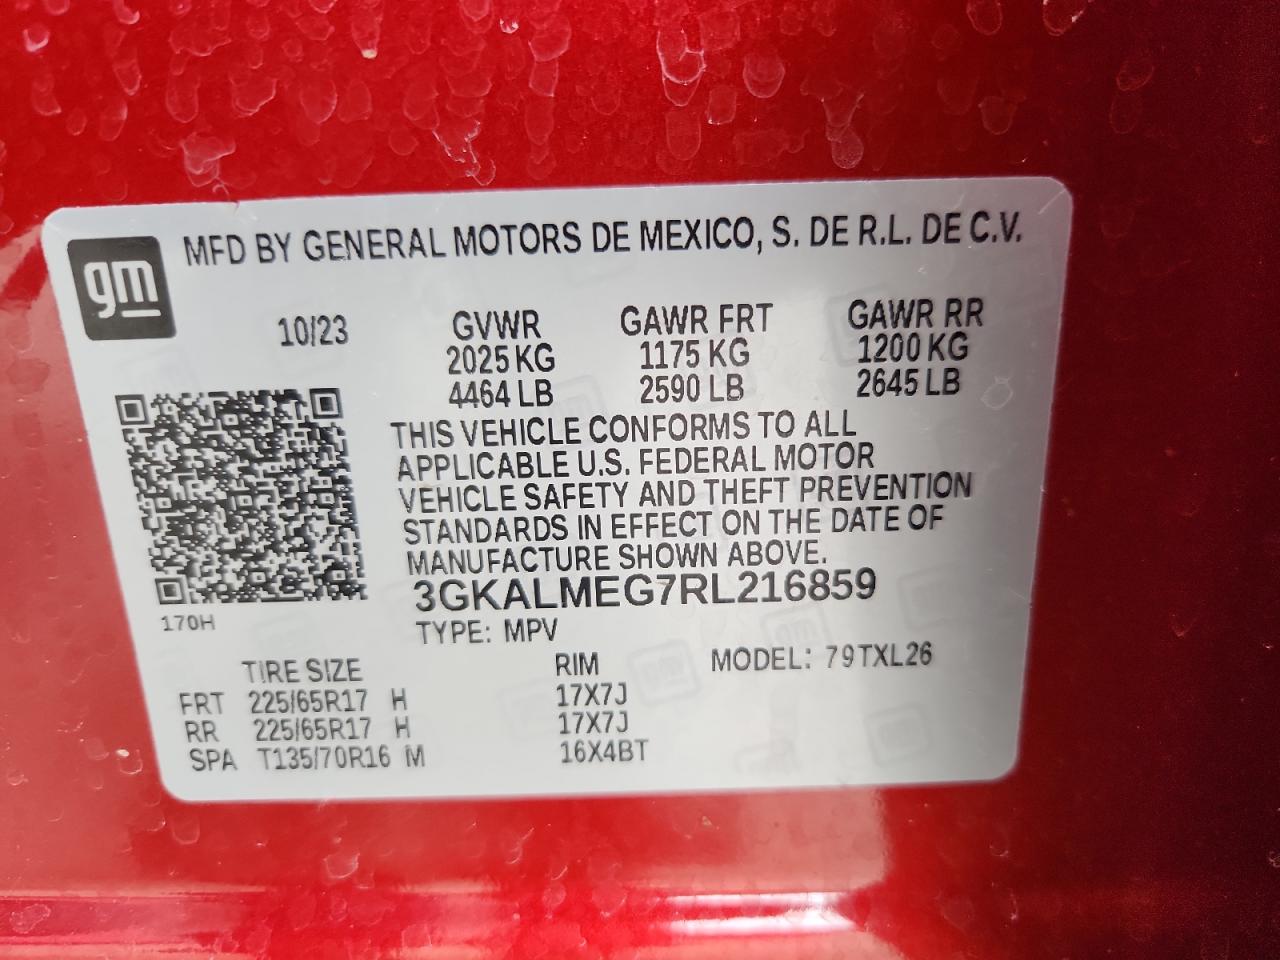 gm
MFD BY GENERAL MOTORS DE MEXICO, S. DE R.L. DE C.V.
10/23 GVWR GAWR FRT GAWR RR
2025 KG 1175 KG 1200 KG
4464 LB 2590 LB 2645 LB
THIS VEHICLE CONFORMS TO ALL
APPLICABLE U.S. FEDERAL MOTOR
VEHICLE SAFETY AND THEFT PREVENTION
STANDARDS IN EFFECT ON THE DATE OF
MANUFACTURE SHOWN ABOVE.
3GKALMEG7RL216859
170H
TYPE: MPV
TIRE SIZE RIM MODEL: 79TXL26
FRT 225/65R17 H 17X7J
RR 225/65R17 H 17X7J
SPA T135/70R16 M 16X4BT